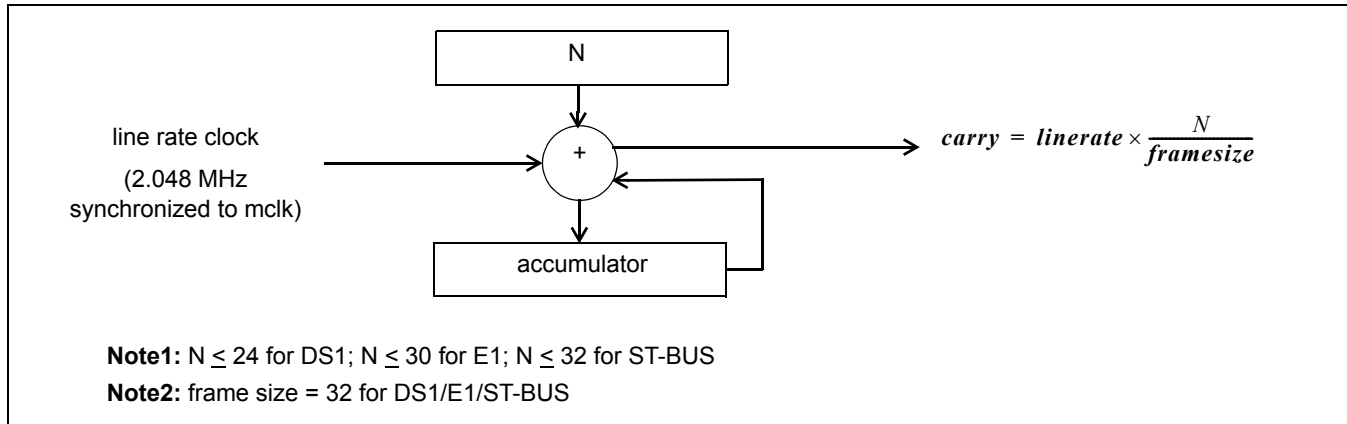 N
line rate clock
(2.048 MHz
synchronized to mclk)
+
carry = linerate × N
framesize
accumulator
Note1: N ≤ 24 for DS1; N ≤ 30 for E1; N ≤ 32 for ST-BUS
Note2: frame size = 32 for DS1/E1/ST-BUS